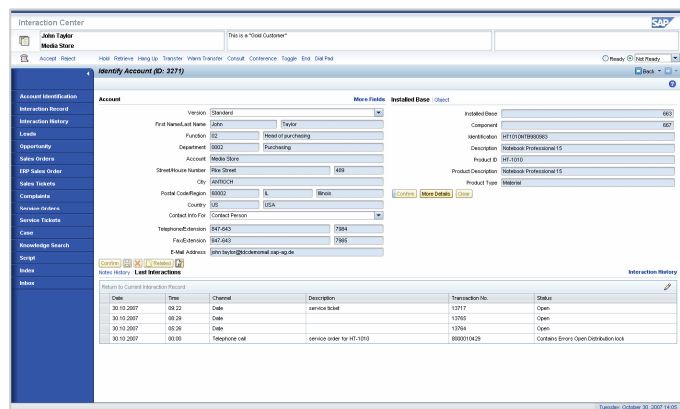 Interaction Center
SAP
John Taylor
Media Store
This is a "Gold Customer"
Accept Reject
Hold Retrieve Hang Up Transfer Warm Transfer Consult Conference Toggle End Dial Pad
Ready Not Ready
Identify Account (ID: 3271)
Back
Account Identification
Interaction Record
Interaction History
Leads
Opportunity
Sales Orders
ERP Sales Order
Sales Tickets
Complaints
Service Orders
Service Tickets
Case
Knowledge Search
Script
Index
Inbox
Account More Fields
Version Standard
First Name/Last Name John Taylor
Function 02 Head of purchasing
Department 0002 Purchasing
Account Media Store
Street/House Number Pike Street 409
City ANTIOCH
Postal Code/Region 60002 IL Illinois
Country US USA
Contact Info For Contact Person
Telephone/Extension 847-643 7984
Fax/Extension 847-643 7985
E-Mail Address john.taylor@tdcdemomail.sap-ag.de
Confirm Related
Installed Base Object
Installed Base 663
Component 667
Identification HT1010NTB980983
Description Notebook Professional 15
Product ID HT-1010
Product Description Notebook Professional 15
Product Type Material
Confirm More Details Clear
Notes History Last Interactions Interaction History
Return to Current Interaction Record
Date Time Channel Description Transaction No. Status
30.10.2007 09:22 Date service ticket 13717 Open
30.10.2007 08:29 Date 13765 Open
30.10.2007 05:26 Date 13764 Open
30.10.2007 00:00 Telephone call service order for HT-1010 8000010429 Contains Errors Open Distribution lock
Tuesday, October 30, 2007 14:05